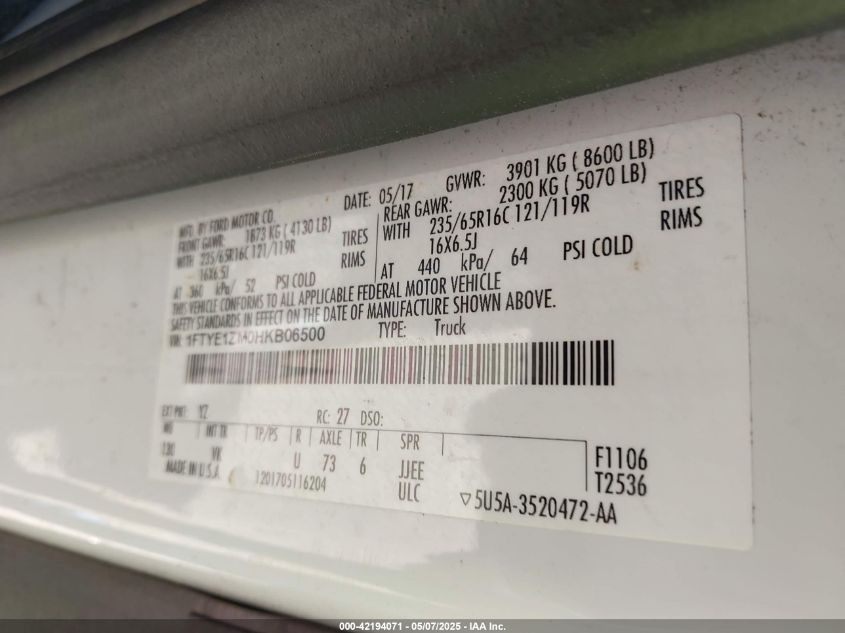 MFD. BY FORD MOTOR CO.
DATE: 05/17 GVWR: 3901 KG ( 8600 LB)
FRONT GAWR: 1873 KG ( 4130 LB)
WITH 235/65R16C 121/119R TIRES
16X6.5J RIMS
AT 360 kPa/ 52 PSI COLD
REAR GAWR: 2300 KG ( 5070 LB)
WITH 235/65R16C 121/119R TIRES
16X6.5J RIMS
AT 440 kPa/ 64 PSI COLD
THIS VEHICLE CONFORMS TO ALL APPLICABLE FEDERAL MOTOR VEHICLE
SAFETY STANDARDS IN EFFECT ON THE DATE OF MANUFACTURE SHOWN ABOVE.
VIN: 1FTYE1ZM0HKB06500 TYPE: Truck
EXT PNT: YZ RC: 27 DSO:
WB INT TR TP/PS R AXLE TR SPR
130 VK U 73 6 JJEE F1106
MADE IN U.S.A 1201705116204 ULC T2536
▽5U5A-3520472-AA
000-42194071 - 05/07/2025 - IAA Inc.